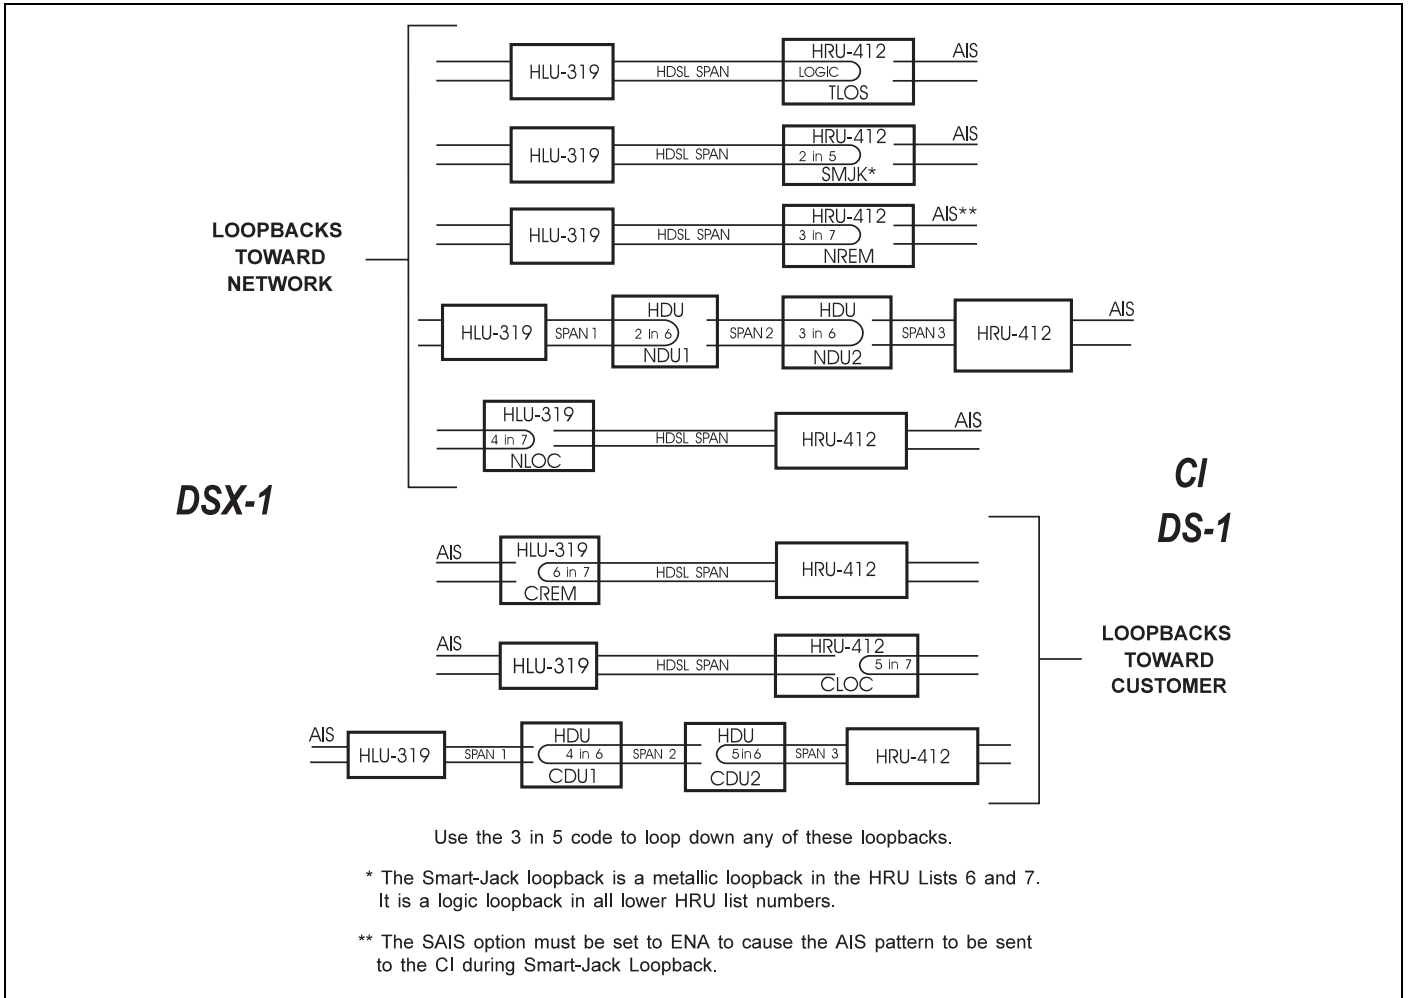 HLU-319
HDSL SPAN
HRU-412
LOGIC
TLOS
AIS
HLU-319
HDSL SPAN
HRU-412
2 in 5
SMJK*
AIS
HLU-319
HDSL SPAN
HRU-412
3 in 7
NREM
AIS**
LOOPBACKS
TOWARD
NETWORK
HLU-319
SPAN 1
HDU
2 in 6
NDU1
SPAN 2
HDU
3 in 6
NDU2
SPAN 3
HRU-412
AIS
HLU-319
4 in 7
NLOC
HDSL SPAN
HRU-412
AIS
DSX-1
CI
DS-1
AIS
HLU-319
6 in 7
CREM
HDSL SPAN
HRU-412
AIS
HLU-319
HDSL SPAN
HRU-412
5 in 7
CLOC
LOOPBACKS
TOWARD
CUSTOMER
AIS
HLU-319
SPAN 1
HDU
4 in 6
CDU1
SPAN 2
HDU
5 in 6
CDU2
SPAN 3
HRU-412
Use the 3 in 5 code to loop down any of these loopbacks.
* The Smart-Jack loopback is a metallic loopback in the HRU Lists 6 and 7.
It is a logic loopback in all lower HRU list numbers.
** The SAIS option must be set to ENA to cause the AIS pattern to be sent
to the CI during Smart-Jack Loopback.